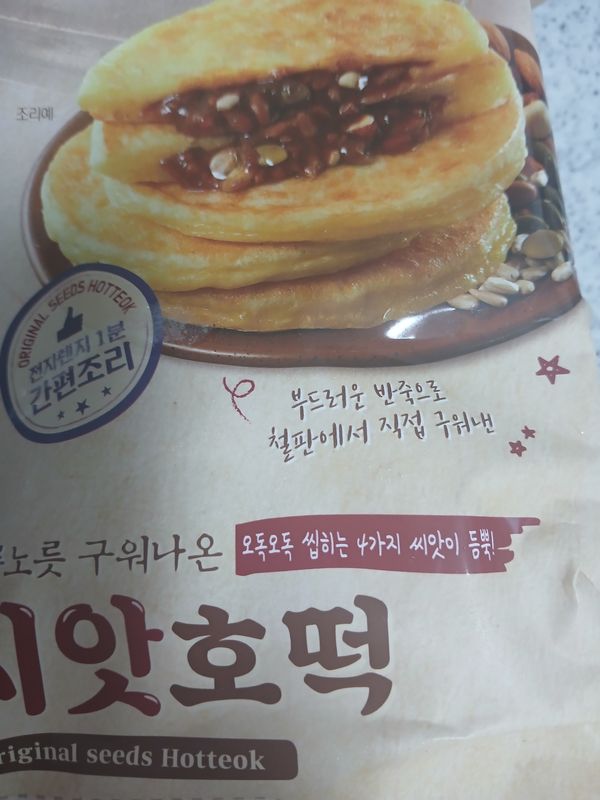 조리예
ORIGINAL SEEDS HOTTEOK
전자렌지 1분
간편조리
부드러운 반죽으로
철판에서 직접 구워낸
노릇 구워나온 오독오독 씹히는 4가지 씨앗이 듬뿍!
씨앗호떡
riginal seeds Hotteok